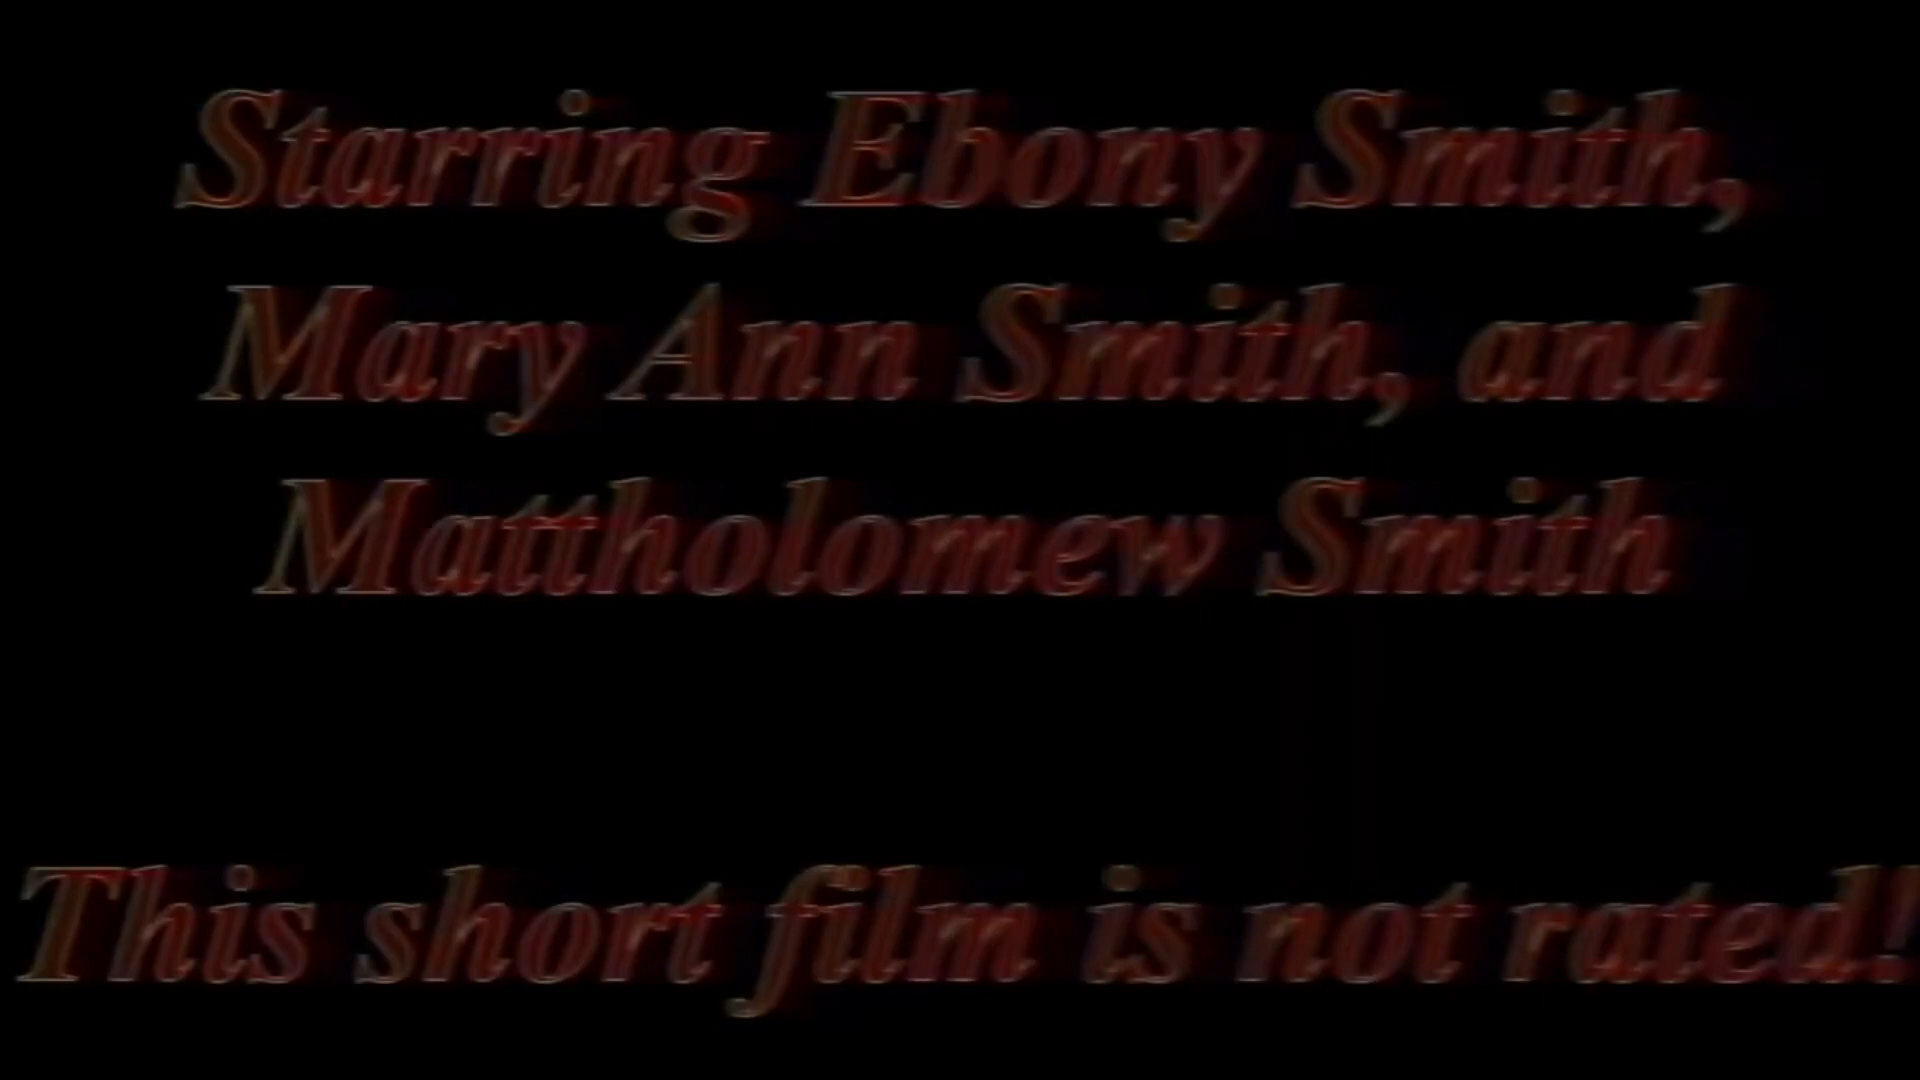 Starring Ebony Smith,
Mary Ann Smith, and
Mattholomew Smith
This short film is not rated!